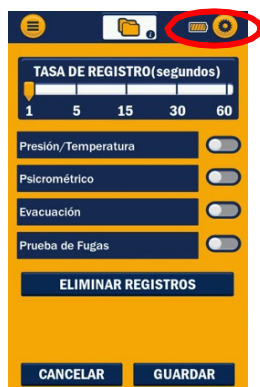 i
TASA DE REGISTRO(segundos)
1 5 15 30 60
Presión/Temperatura
Psicrométrico
Evacuación
Prueba de Fugas
ELIMINAR REGISTROS
CANCELAR GUARDAR